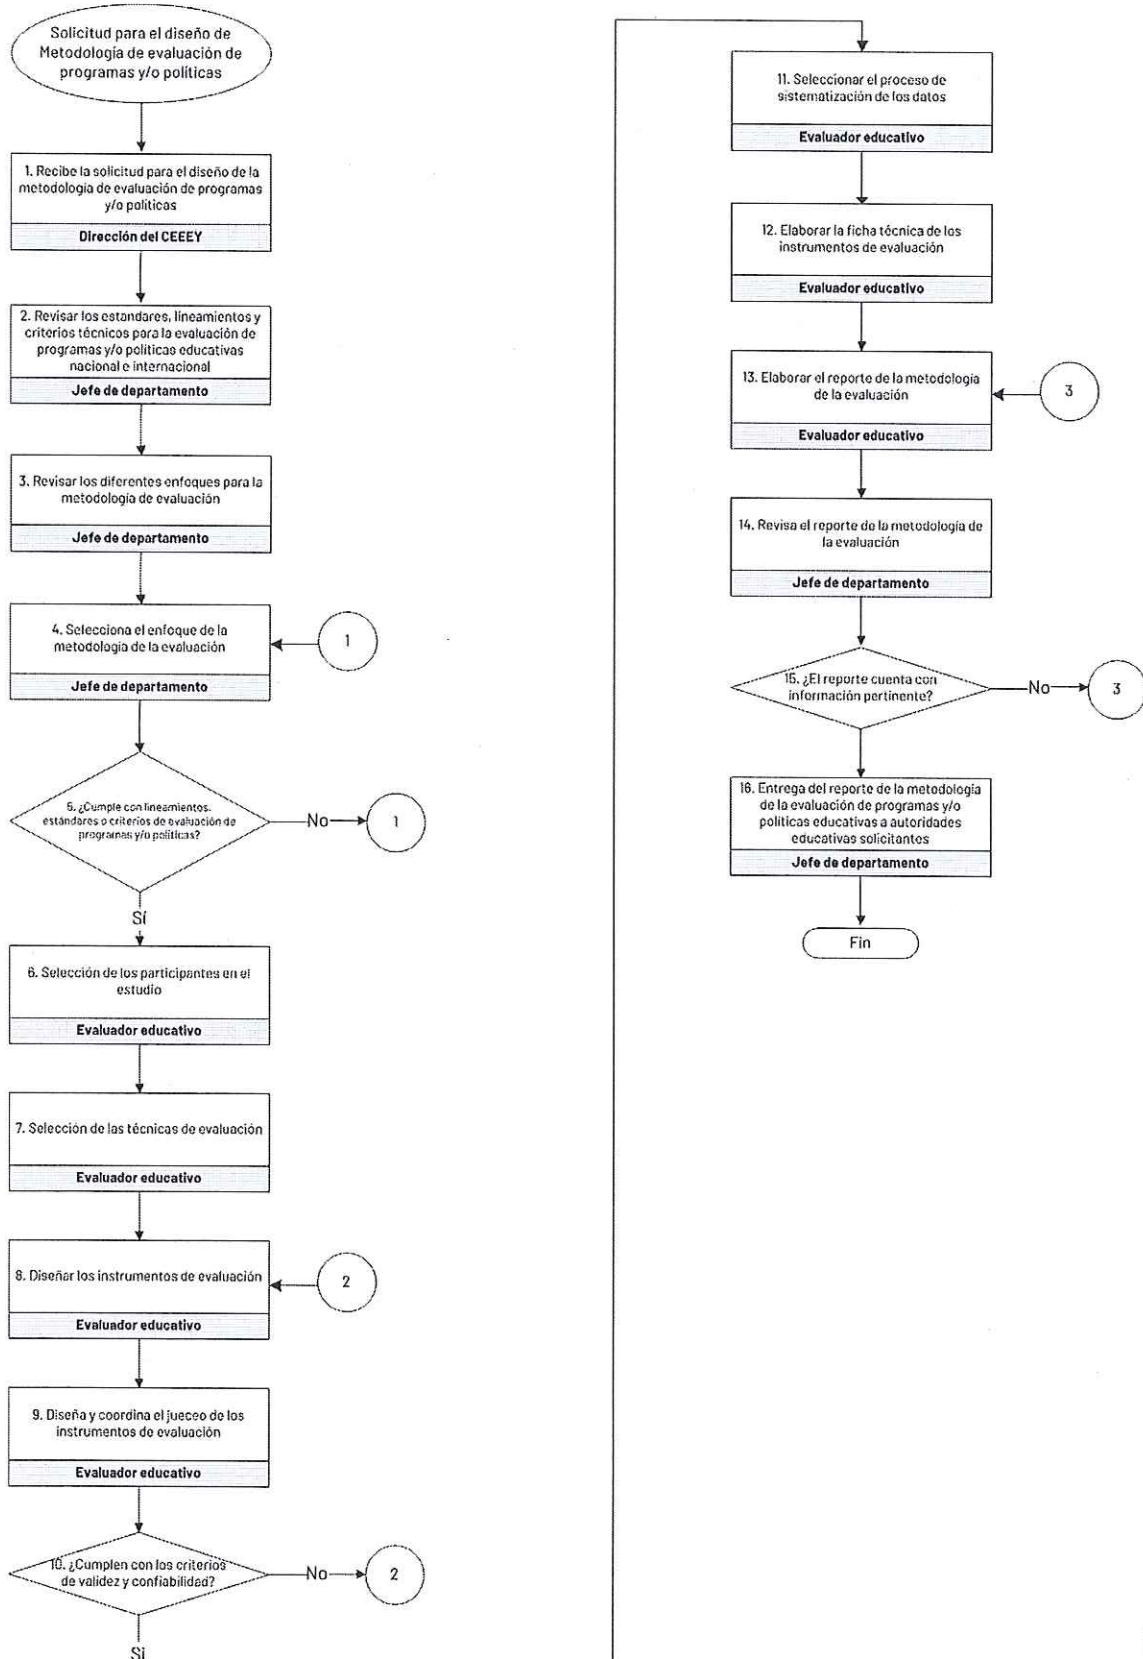 Solicitud para el diseño de
Metodología de evaluación de
programas y/o políticas
1. Recibe la solicitud para el diseño de la
metodología de evaluación de programas
y/o políticas
Dirección del CEEEY
2. Revisar los estándares, lineamientos y
criterios técnicos para la evaluación de
programas y/o políticas educativas
nacional e internacional
Jefe de departamento
3. Revisar los diferentes enfoques para la
metodología de evaluación
Jefe de departamento
4. Selecciona el enfoque de la
metodología de la evaluación
Jefe de departamento
1
5. ¿Cumple con lineamientos,
estándares o criterios de evaluación de
programas y/o políticas?
No
1
Sí
6. Selección de los participantes en el
estudio
Evaluador educativo
7. Selección de las técnicas de evaluación
Evaluador educativo
8. Diseñar los instrumentos de evaluación
Evaluador educativo
2
9. Diseña y coordina el jueceo de los
instrumentos de evaluación
Evaluador educativo
10. ¿Cumplen con los criterios
de validez y confiabilidad?
No
2
Si
11. Seleccionar el proceso de
sistematización de los datos
Evaluador educativo
12. Elaborar la ficha técnica de los
instrumentos de evaluación
Evaluador educativo
13. Elaborar el reporte de la metodología
de la evaluación
Evaluador educativo
3
14. Revisa el reporte de la metodología de
la evaluación
Jefe de departamento
15. ¿El reporte cuenta con
información pertinente?
No
3
16. Entrega del reporte de la metodología
de la evaluación de programas y/o
políticas educativas a autoridades
educativas solicitantes
Jefe de departamento
Fin